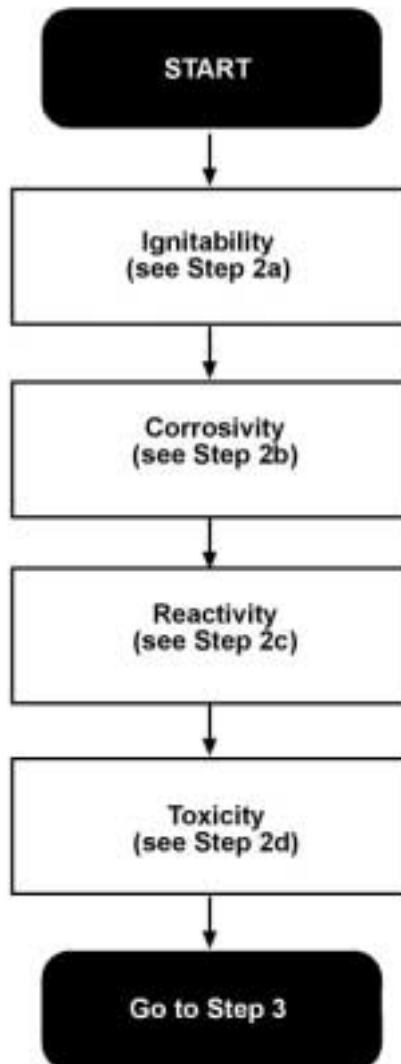 START
Ignitability
(see Step 2a)
Corrosivity
(see Step 2b)
Reactivity
(see Step 2c)
Toxicity
(see Step 2d)
Go to Step 3